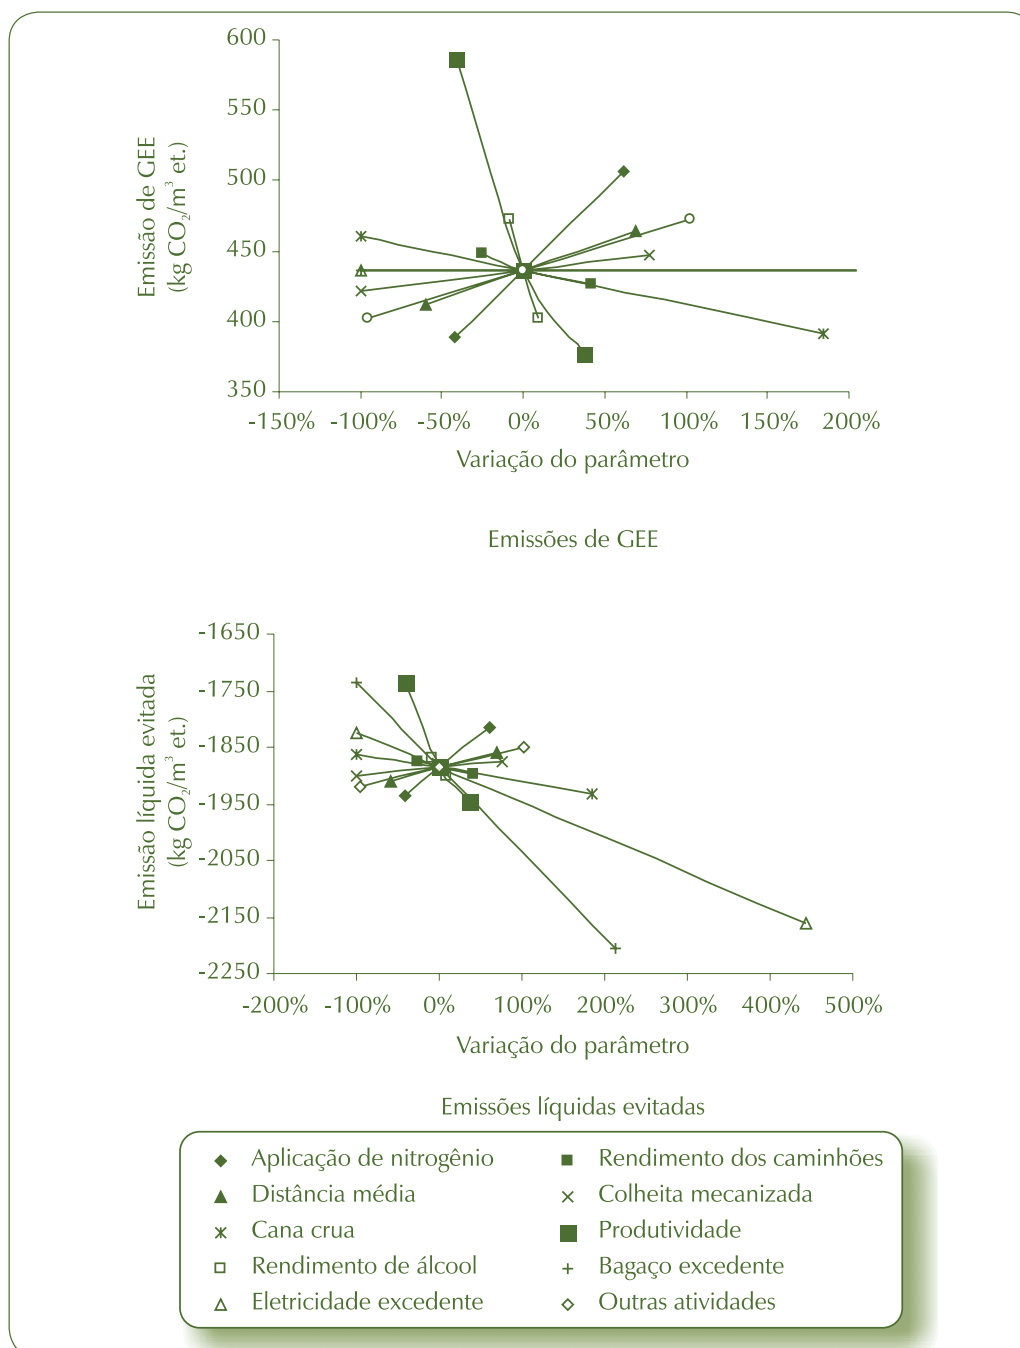 Emissão de GEE
(kg CO₂/m³ et.)
600
550
500
450
400
350
-150% -100% -50% 0% 50% 100% 150% 200%
Variação do parâmetro
Emissões de GEE
Emissão líquida evitada
(kg CO₂/m³ et.)
-1650
-1750
-1850
-1950
-2050
-2150
-2250
-200% -100% 0% 100% 200% 300% 400% 500%
Variação do parâmetro
Emissões líquidas evitadas
Aplicação de nitrogênio
Distância média
Cana crua
Rendimento de álcool
Eletricidade excedente
Rendimento dos caminhões
Colheita mecanizada
Produtividade
Bagaço excedente
Outras atividades